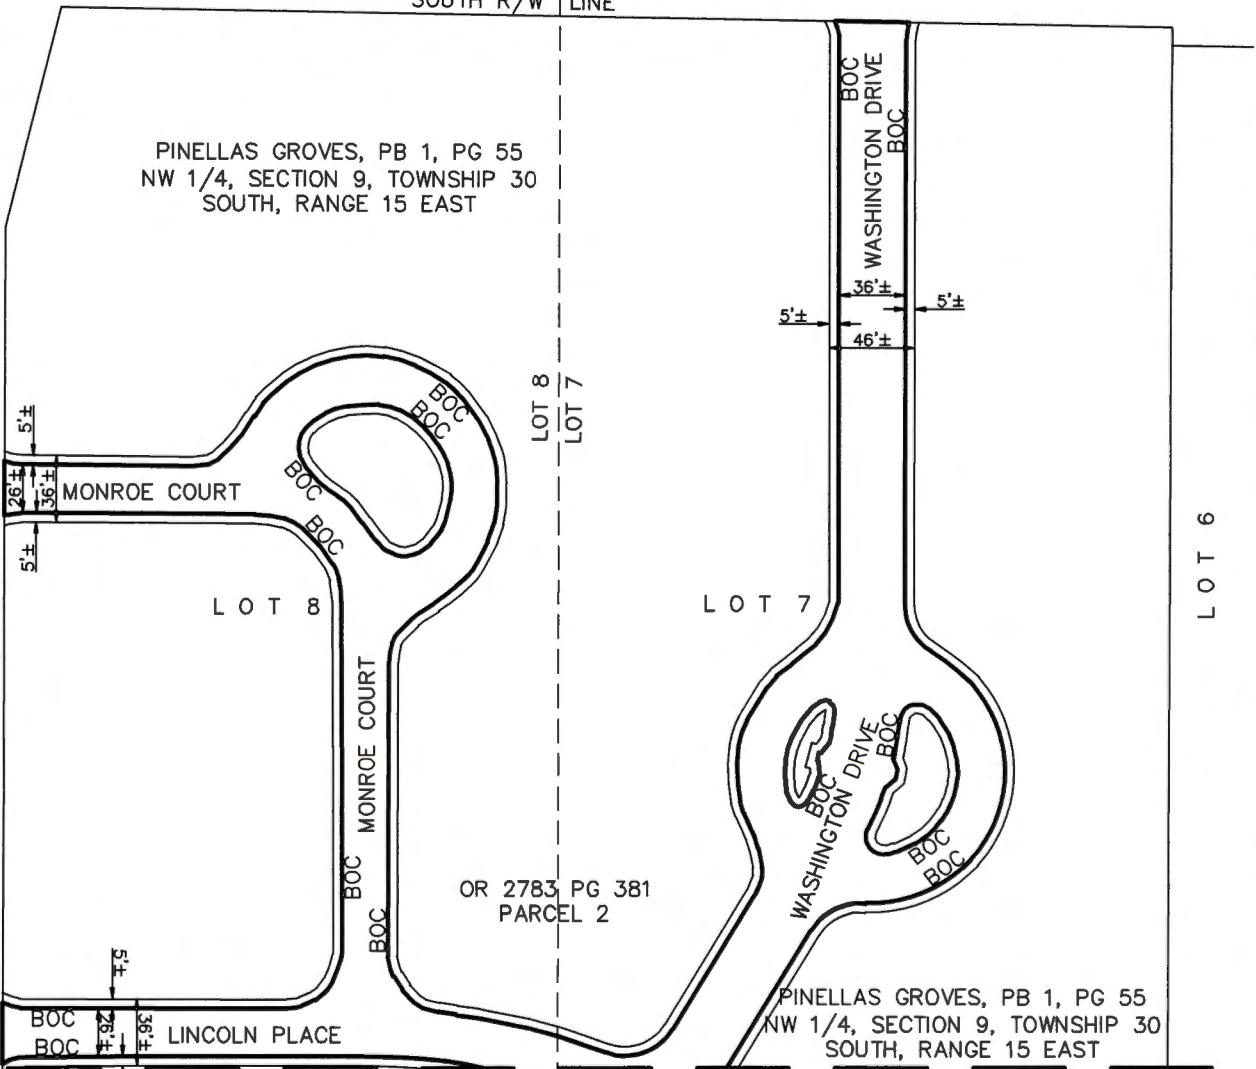 SOUTH R/W LINE
BOC
WASHINGTON DRIVE
BOC
PINELLAS GROVES, PB 1, PG 55
NW 1/4, SECTION 9, TOWNSHIP 30
SOUTH, RANGE 15 EAST
36'±
5'±
5'±
46'±
LOT 8
LOT 7
BOC
BOC
5'±
BOC
26'±
36'±
MONROE COURT
BOC
5'±
LOT 6
LOT 8
LOT 7
MONROE COURT
BOC
BOC
WASHINGTON DRIVE
BOC
BOC
BOC
BOC
OR 2783 PG 381
PARCEL 2
BOC
5'±
PINELLAS GROVES, PB 1, PG 55
NW 1/4, SECTION 9, TOWNSHIP 30
SOUTH, RANGE 15 EAST
BOC
BOC
26'±
36'±
LINCOLN PLACE